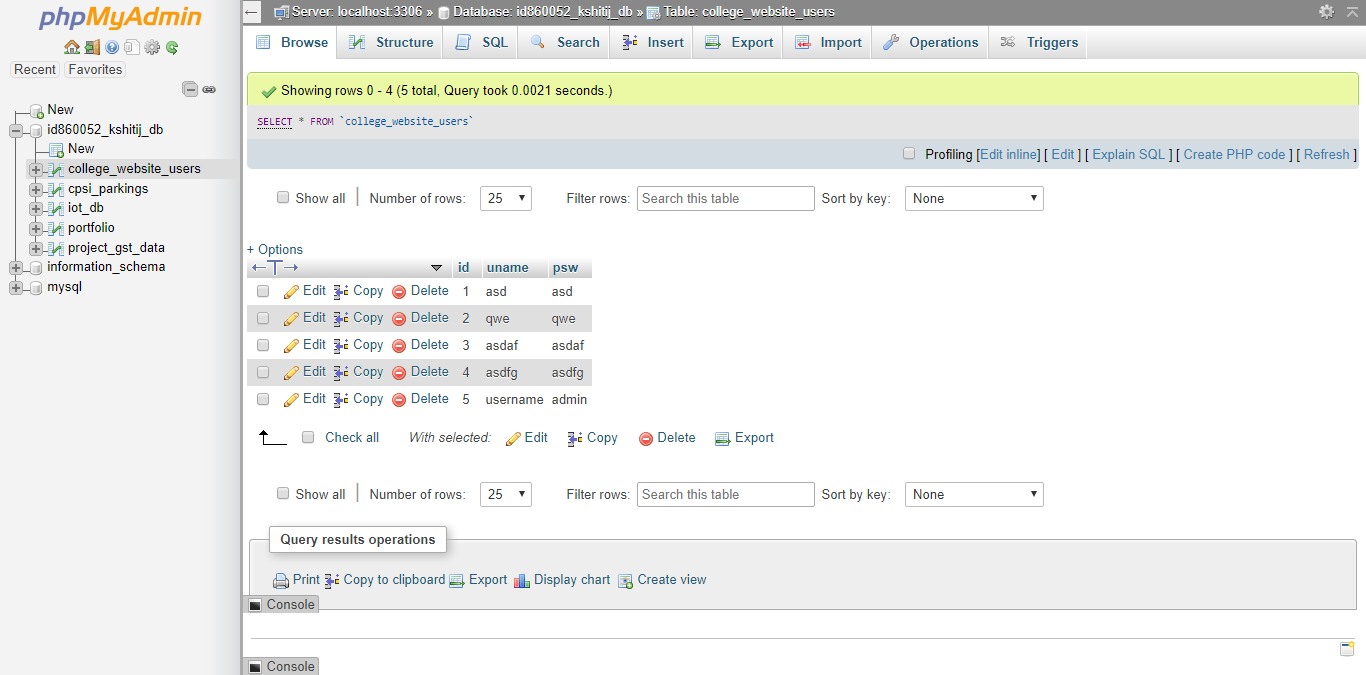 phpMyAdmin
Recent Favorites
New
id860052_kshitij_db
New
college_website_users
cpsi_parkings
iot_db
portfolio
project_gst_data
information_schema
mysql
Server: localhost:3306 » Database: id860052_kshitij_db » Table: college_website_users
Browse Structure SQL Search Insert Export Import Operations Triggers
Showing rows 0 - 4 (5 total, Query took 0.0021 seconds.)
SELECT * FROM `college_website_users`
Profiling [Edit inline] [ Edit ] [ Explain SQL ] [ Create PHP code ] [ Refresh ]
Show all Number of rows: 25 Filter rows: Search this table Sort by key: None
+ Options
id uname psw
Edit Copy Delete 1 asd asd
Edit Copy Delete 2 qwe qwe
Edit Copy Delete 3 asdaf asdaf
Edit Copy Delete 4 asdfg asdfg
Edit Copy Delete 5 username admin
Check all With selected: Edit Copy Delete Export
Show all Number of rows: 25 Filter rows: Search this table Sort by key: None
Query results operations
Print Copy to clipboard Export Display chart Create view
Console
Console